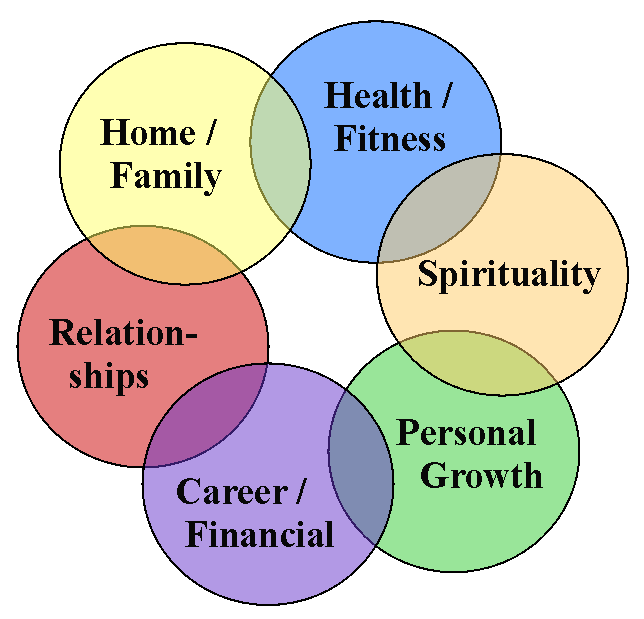 Home /
Family
Health /
Fitness
Spirituality
Relation-
ships
Personal
Growth
Career /
Financial